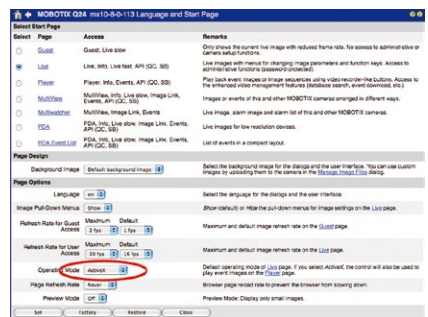 MOBOTIX Q24 mx10-8-0-113 Language and Start Page
Select Start Page
Select Page Access Remarks
Guest Guest, Live slow Only shows the current live image with reduced frame rate. No access to administrative or
camera setup functions.
Live Live, Info, Live fast, API (QC, SB) Live images with menus for changing image parameters and function keys. Access to
administrative functions (password-protected).
Player Player, Info, Events, API (QC, SB) Play back event images or image sequences using video-recorder-like buttons. Access to
the enhanced video management features (database search, event download, etc.)
MultiView MultiView, Info, Live slow, Image Link,
Events, API (QC, SB) Images or events of this and other MOBOTIX cameras arranged in different ways.
Multiwatcher MultiView, Image Link, Events Live image, alarm image and alarm list of this and other MOBOTIX cameras.
PDA PDA, Info, Live slow, Image Link, Events,
API (QC, SB) Live images for low resolution devices.
PDA Event List PDA, Info, Live slow, Image Link, Events,
API (QC, SB) List of events in a compact layout.
Page Design
Background Image Default background image Select the background image for the dialogs and the user interface. You can use custom
images by uploading them to the camera in the Manage Image Files dialog.
Page Options
Language en Select the language for the dialogs and the user interface.
Image Pull-Down Menus Show Show (default) or Hide the pull-down menus for image settings on the Live page.
Refresh Rate for Guest
Access Maximum Default
2 fps 1 fps Maximum and default image refresh rate on the Guest page.
Refresh Rate for User
Access Maximum Default
30 fps 16 fps Maximum and default image refresh rate on the Live page.
Operating Mode ActiveX Default operating mode of Live page. If you select ActiveX, the control will also be used to
play event images on the Player page.
Page Refresh Rate Never Browser page reload rate to prevent the browser from slowing down.
Preview Mode Off Preview Mode: Display only small images.
Set Factory Restore Close